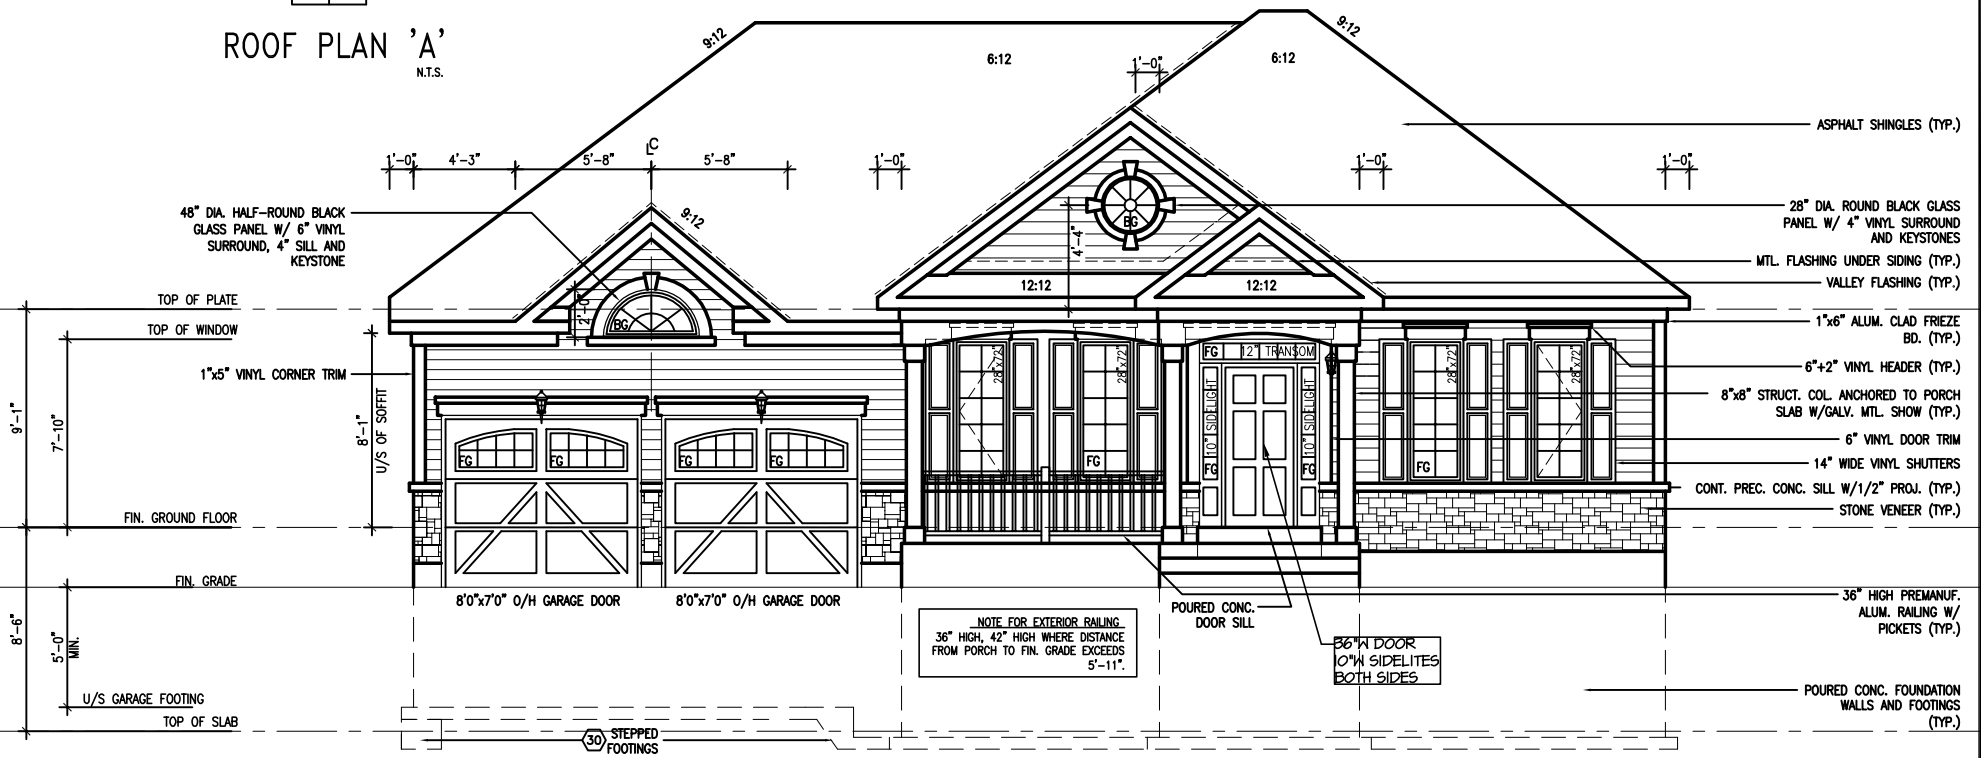 ROOF PLAN 'A'
N.T.S.
9:12
6:12
1'-0"
6:12
9:12
ASPHALT SHINGLES (TYP.)
1'-0"
4'-3"
5'-8"
CL
5'-8"
1'-0"
1'-0"
1'-0"
48" DIA. HALF-ROUND BLACK
GLASS PANEL W/ 6" VINYL
SURROUND, 4" SILL AND
KEYSTONE
9:12
BG
28" DIA. ROUND BLACK GLASS
PANEL W/ 4" VINYL SURROUND
AND KEYSTONES
4'-4"
MTL. FLASHING UNDER SIDING (TYP.)
12:12
12:12
VALLEY FLASHING (TYP.)
TOP OF PLATE
2'-0"
BG
TOP OF WINDOW
1"x6" ALUM. CLAD FRIEZE
BD. (TYP.)
FG
12" TRANSOM
28"x72"
28"x72"
28"x72"
28"x72"
6"+2" VINYL HEADER (TYP.)
1"x5" VINYL CORNER TRIM
8"x8" STRUCT. COL. ANCHORED TO PORCH
SLAB W/GALV. MTL. SHOW (TYP.)
9'-1"
7'-10"
8'-1"
U/S OF SOFFIT
10" SIDELIGHT
10" SIDELIGHT
6" VINYL DOOR TRIM
FG
FG
FG
FG
FG
FG
FG
FG
14" WIDE VINYL SHUTTERS
CONT. PREC. CONC. SILL W/1/2" PROJ. (TYP.)
STONE VENEER (TYP.)
FIN. GROUND FLOOR
FIN. GRADE
8'0"x7'0" O/H GARAGE DOOR
8'0"x7'0" O/H GARAGE DOOR
POURED CONC.
DOOR SILL
36" HIGH PREMANUF.
ALUM. RAILING W/
PICKETS (TYP.)
NOTE FOR EXTERIOR RAILING
36" HIGH, 42" HIGH WHERE DISTANCE
FROM PORCH TO FIN. GRADE EXCEEDS
5'-11".
36"W DOOR
10"W SIDELITES
BOTH SIDES
8'-6"
5'-0"
MIN.
U/S GARAGE FOOTING
TOP OF SLAB
30
STEPPED
FOOTINGS
POURED CONC. FOUNDATION
WALLS AND FOOTINGS
(TYP.)